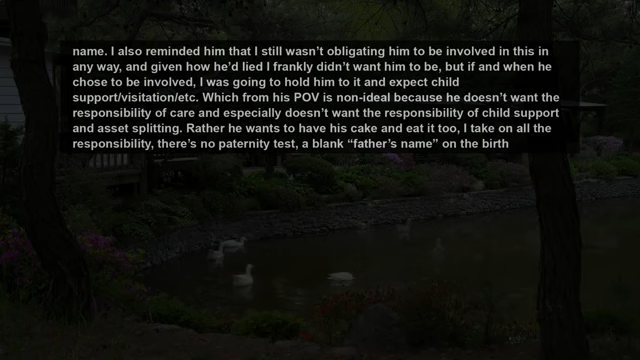 name. I also reminded him that I still wasn’t obligating him to be involved in this in
any way, and given how he’d lied I frankly didn’t want him to be, but if and when he
chose to be involved, I was going to hold him to it and expect child
support/visitation/etc. Which from his POV is non-ideal because he doesn’t want the
responsibility of care and especially doesn’t want the responsibility of child support
and asset splitting. Rather he wants to have his cake and eat it too, I take on all the
responsibility, there’s no paternity test, a blank “father’s name” on the birth